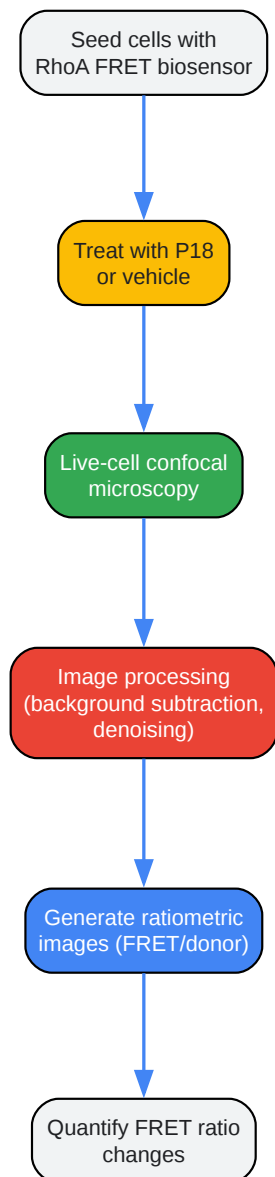 Seed cells with
RhoA FRET biosensor
Treat with P18
or vehicle
Live-cell confocal
microscopy
Image processing
(background subtraction,
denoising)
Generate ratiometric
images (FRET/donor)
Quantify FRET ratio
changes